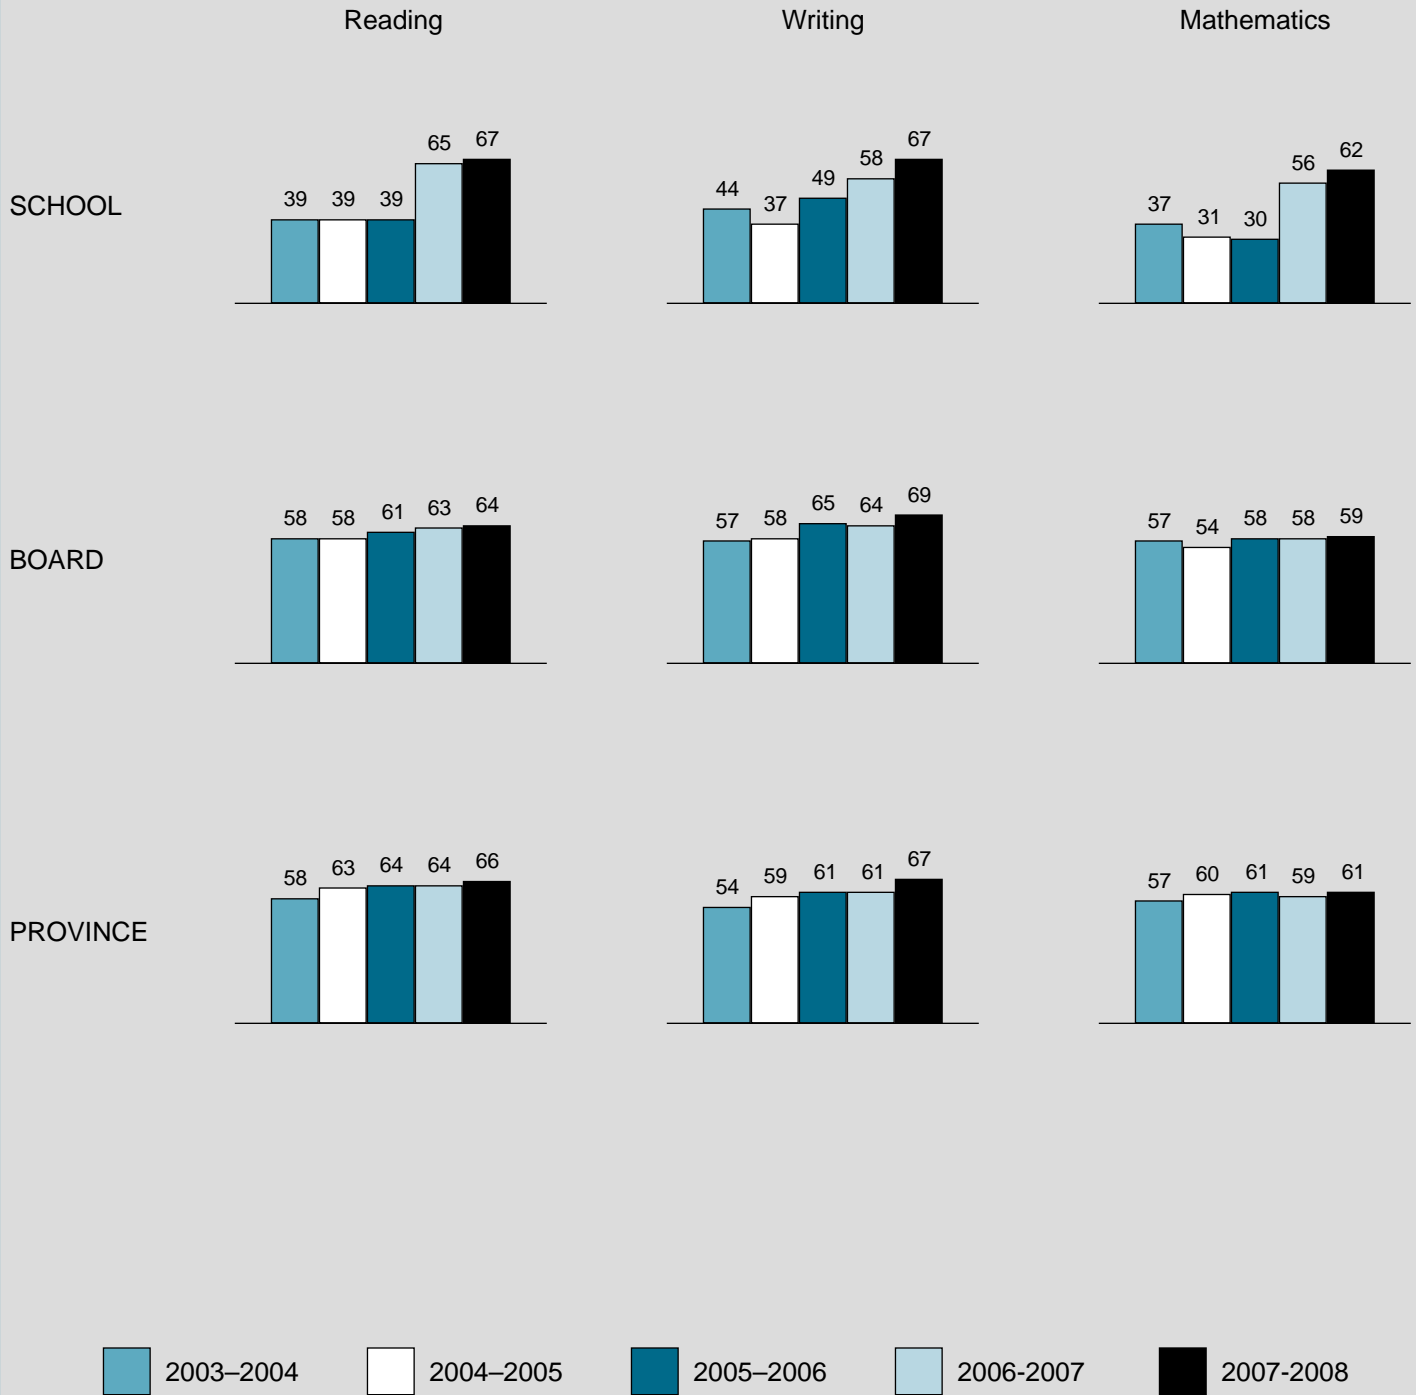 Reading Writing Mathematics
SCHOOL
39 39 39 65 67
44 37 49 58 67
37 31 30 56 62
BOARD
58 58 61 63 64
57 58 65 64 69
57 54 58 58 59
PROVINCE
58 63 64 64 66
54 59 61 61 67
57 60 61 59 61
2003–2004 2004–2005 2005–2006 2006-2007 2007-2008